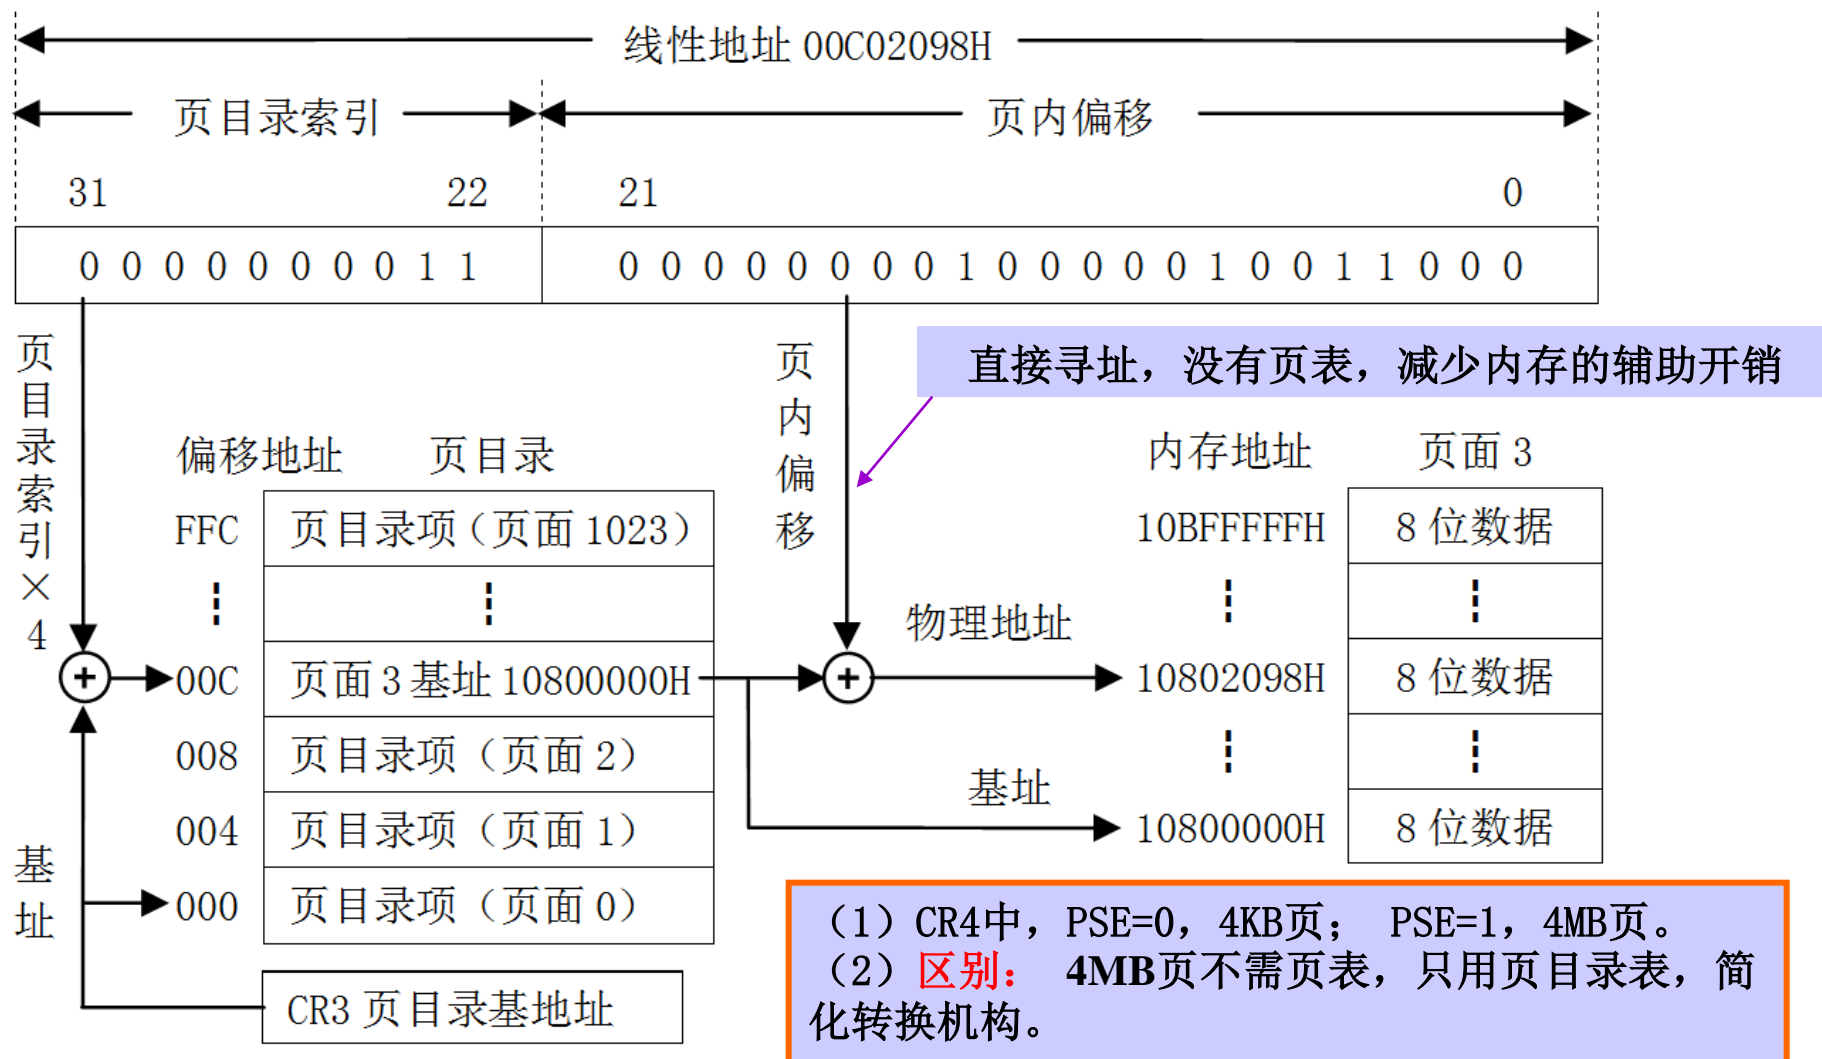 线性地址 00C02098H
页目录索引 页内偏移
31 22 21 0
0 0 0 0 0 0 0 0 1 1 0 0 0 0 0 0 0 0 1 0 0 0 0 0 1 0 0 1 1 0 0 0
页目录索引×4
页内偏移
直接寻址，没有页表，减少内存的辅助开销
偏移地址 页目录
内存地址 页面 3
FFC 页目录项（页面 1023）
10BFFFFFH 8 位数据
物理地址
00C 页面 3 基址 10800000H
10802098H 8 位数据
008 页目录项（页面 2）
基址
004 页目录项（页面 1）
10800000H 8 位数据
基址
000 页目录项（页面 0）
CR3 页目录基地址
（1）CR4中，PSE=0，4KB页； PSE=1，4MB页。
（2）区别： 4MB页不需页表，只用页目录表，简
化转换机构。